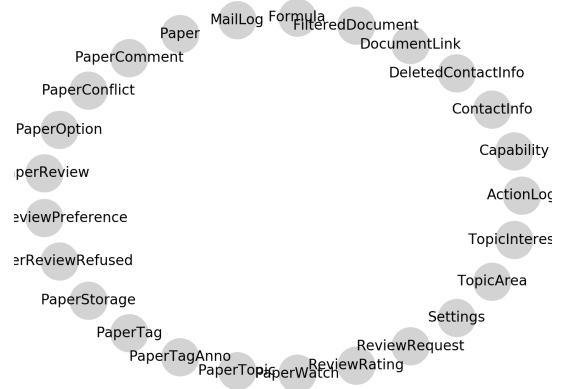 MailLog
Formula
FilteredDocument
Paper
DocumentLink
PaperComment
DeletedContactInfo
PaperConflict
ContactInfo
PaperOption
Capability
perReview
ActionLog
eviewPreference
TopicInteres
erReviewRefused
TopicArea
PaperStorage
Settings
PaperTag
ReviewRequest
PaperTagAnno
ReviewRating
PaperTopic
PaperWatch